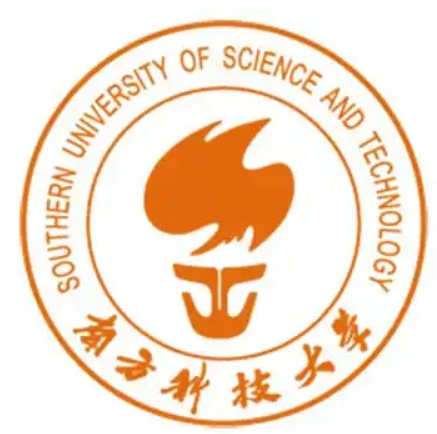 SOUTHERN UNIVERSITY OF SCIENCE AND TECHNOLOGY
南方科技大学